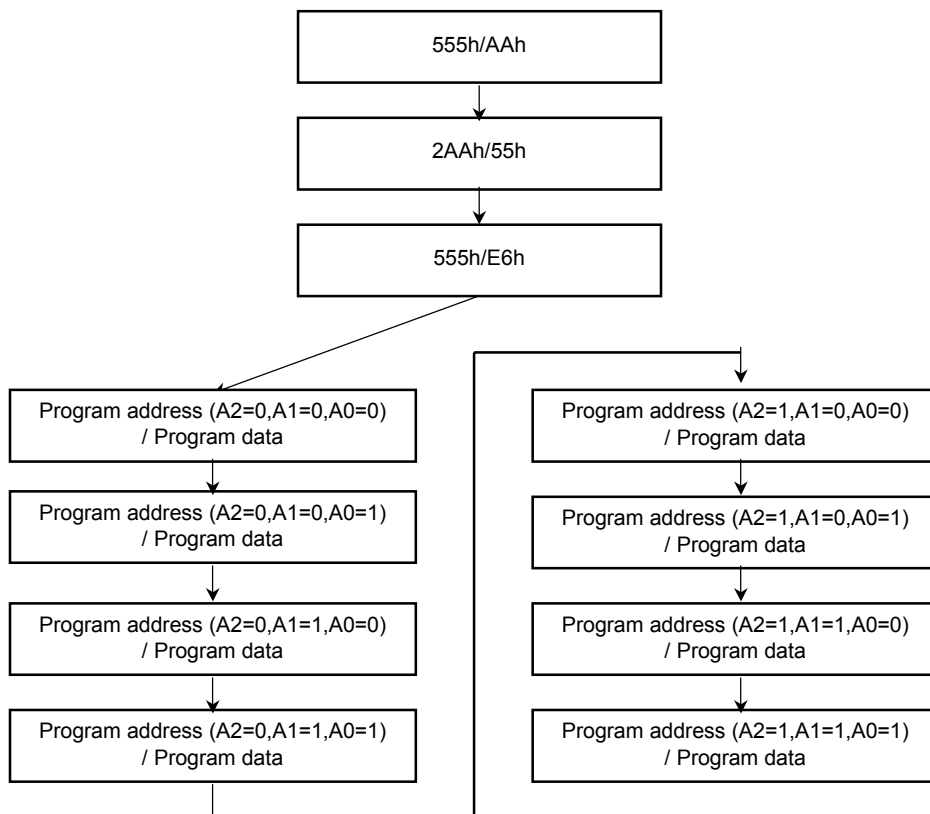 555h/AAh
2AAh/55h
555h/E6h
Program address (A2=0,A1=0,A0=0)
/ Program data
Program address (A2=0,A1=0,A0=1)
/ Program data
Program address (A2=0,A1=1,A0=0)
/ Program data
Program address (A2=0,A1=1,A0=1)
/ Program data
Program address (A2=1,A1=0,A0=0)
/ Program data
Program address (A2=1,A1=0,A0=1)
/ Program data
Program address (A2=1,A1=1,A0=0)
/ Program data
Program address (A2=1,A1=1,A0=1)
/ Program data